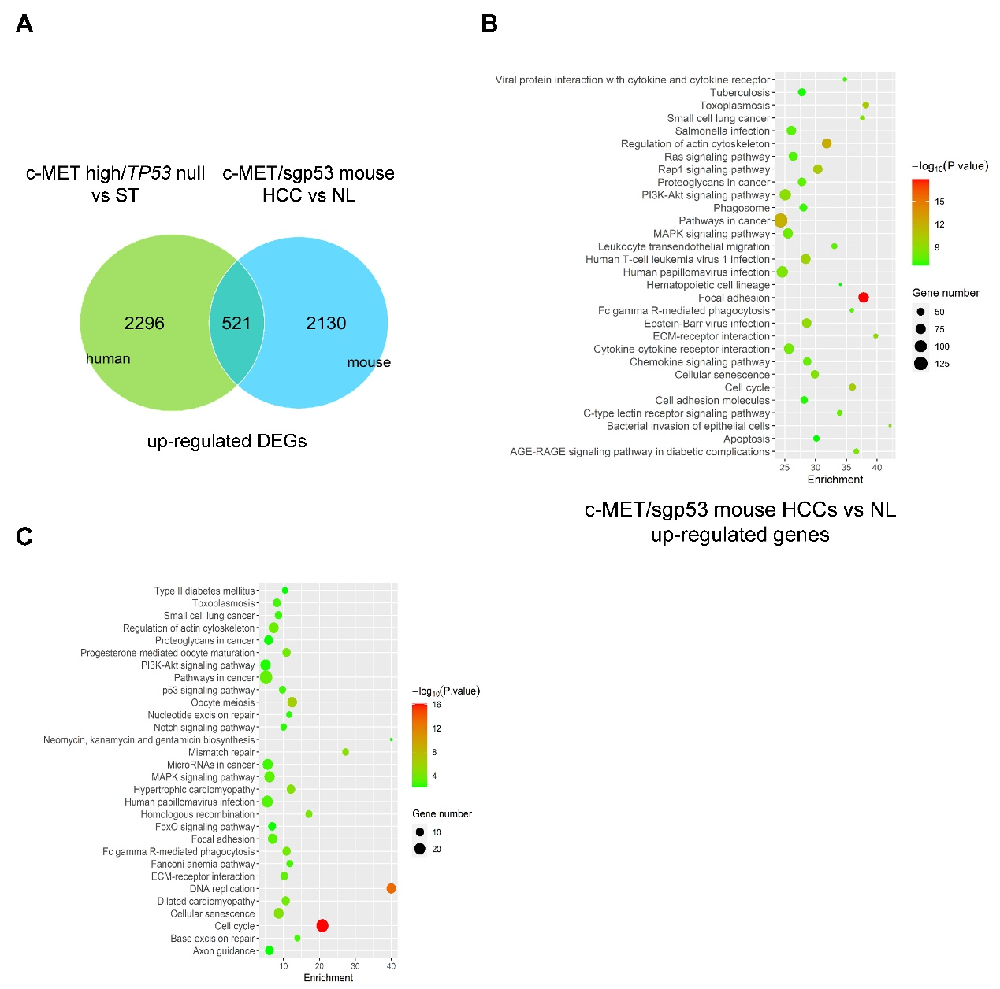 A
c-MET high/TP53 null
vs ST
c-MET/sgp53 mouse
HCC vs NL
2296
521
2130
human
mouse
up-regulated DEGs
B
Viral protein interaction with cytokine and cytokine receptor
Tuberculosis
Toxoplasmosis
Small cell lung cancer
Salmonella infection
Regulation of actin cytoskeleton
Ras signaling pathway
Rap1 signaling pathway
Proteoglycans in cancer
PI3K-Akt signaling pathway
Phagosome
Pathways in cancer
MAPK signaling pathway
Leukocyte transendothelial migration
Human T-cell leukemia virus 1 infection
Human papillomavirus infection
Hematopoietic cell lineage
Focal adhesion
Fc gamma R-mediated phagocytosis
Epstein-Barr virus infection
ECM-receptor interaction
Cytokine-cytokine receptor interaction
Chemokine signaling pathway
Cellular senescence
Cell cycle
Cell adhesion molecules
C-type lectin receptor signaling pathway
Bacterial invasion of epithelial cells
Apoptosis
AGE-RAGE signaling pathway in diabetic complications
25 30 35 40
Enrichment
−log10(P.value)
15
12
9
Gene number
50
75
100
125
c-MET/sgp53 mouse HCCs vs NL
up-regulated genes
C
Type II diabetes mellitus
Toxoplasmosis
Small cell lung cancer
Regulation of actin cytoskeleton
Proteoglycans in cancer
Progesterone-mediated oocyte maturation
PI3K-Akt signaling pathway
Pathways in cancer
p53 signaling pathway
Oocyte meiosis
Nucleotide excision repair
Notch signaling pathway
Neomycin, kanamycin and gentamicin biosynthesis
Mismatch repair
MicroRNAs in cancer
MAPK signaling pathway
Hypertrophic cardiomyopathy
Human papillomavirus infection
Homologous recombination
FoxO signaling pathway
Focal adhesion
Fc gamma R-mediated phagocytosis
Fanconi anemia pathway
ECM-receptor interaction
DNA replication
Dilated cardiomyopathy
Cellular senescence
Cell cycle
Base excision repair
Axon guidance
10 20 30 40
Enrichment
−log10(P.value)
16
12
8
4
Gene number
10
20